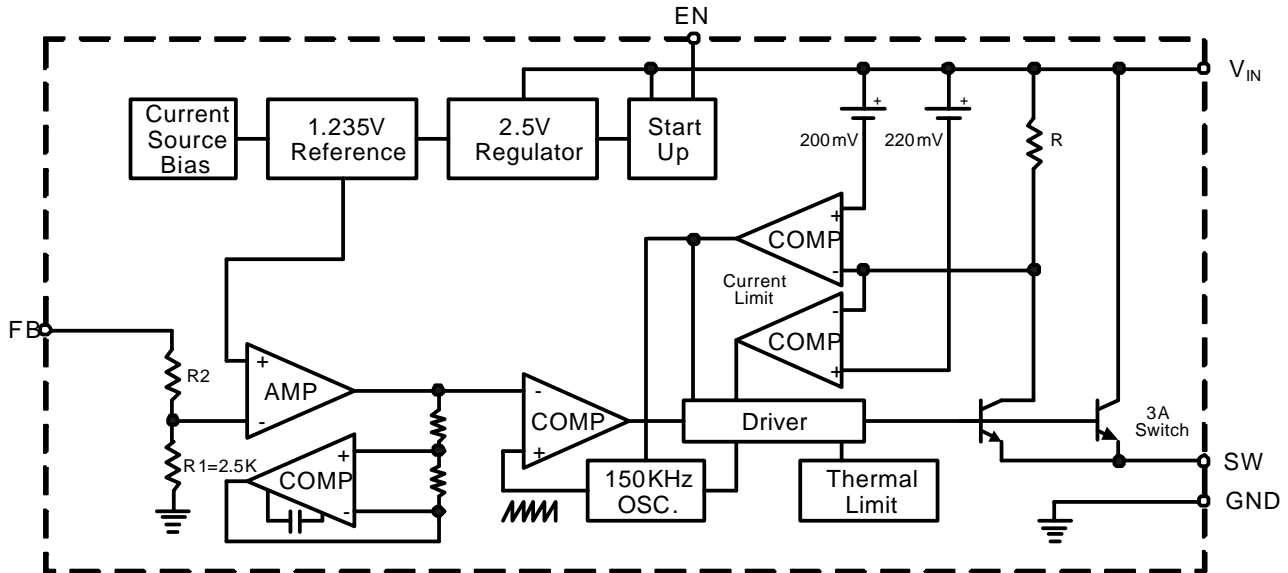 EN
V_IN
Current
Source
Bias
1.235V
Reference
2.5V
Regulator
Start
Up
+
+
200mV
220mV
R
+
COMP
-
Current
Limit
-
COMP
+
FB
R2
+
AMP
-
-
COMP
+
Driver
3A
Switch
R1=2.5K
+
COMP
-
150KHz
OSC.
Thermal
Limit
SW
GND